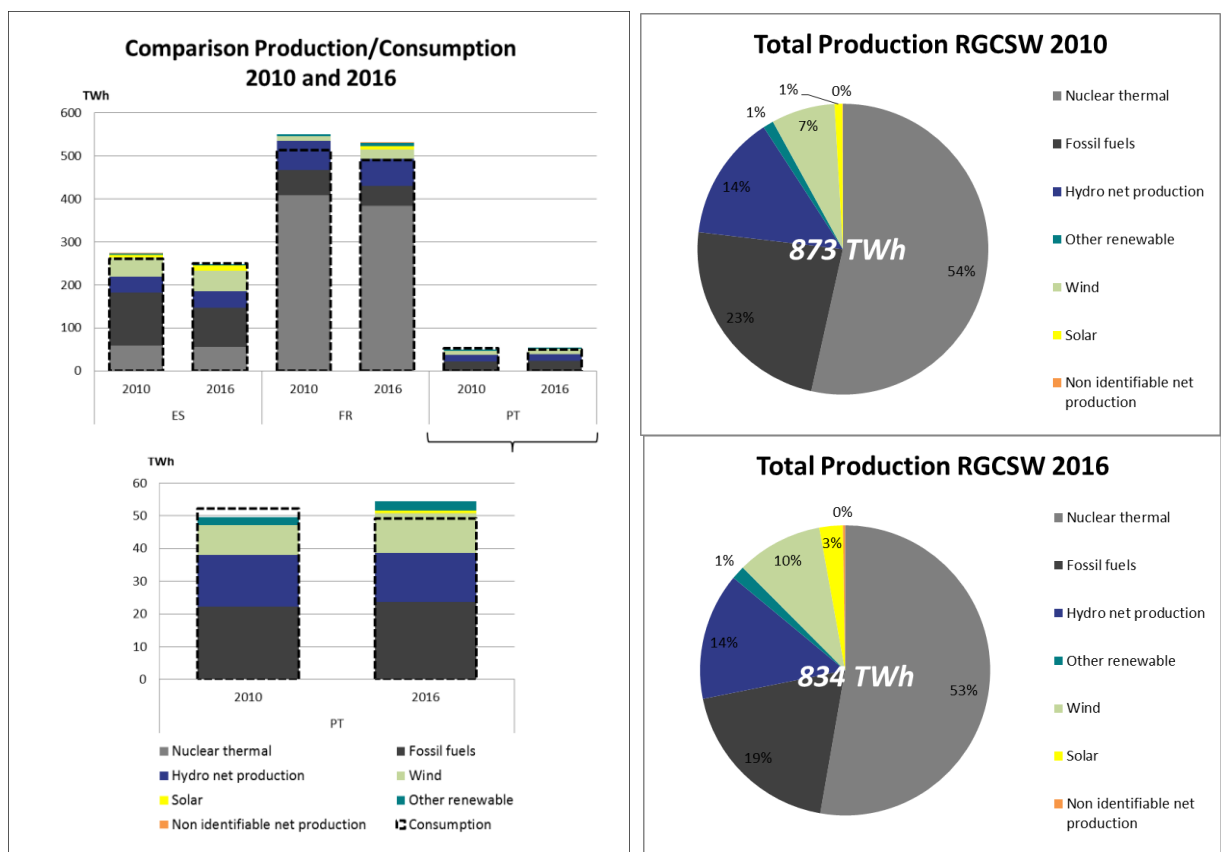 Comparison Production/Consumption
2010 and 2016
TWh
600
500
400
300
200
100
0
2010 2016 2010 2016 2010 2016
ES FR PT
TWh
60
50
40
30
20
10
0
2010 2016
PT
Nuclear thermal Fossil fuels
Hydro net production Wind
Solar Other renewable
Non identifiable net production Consumption
Total Production RGCSW 2010
1% 0%
1%
7%
14%
873 TWh
54%
23%
Nuclear thermal
Fossil fuels
Hydro net production
Other renewable
Wind
Solar
Non identifiable net
production
Total Production RGCSW 2016
0%
3%
1%
10%
14%
834 TWh
53%
19%
Nuclear thermal
Fossil fuels
Hydro net production
Other renewable
Wind
Solar
Non identifiable net
production